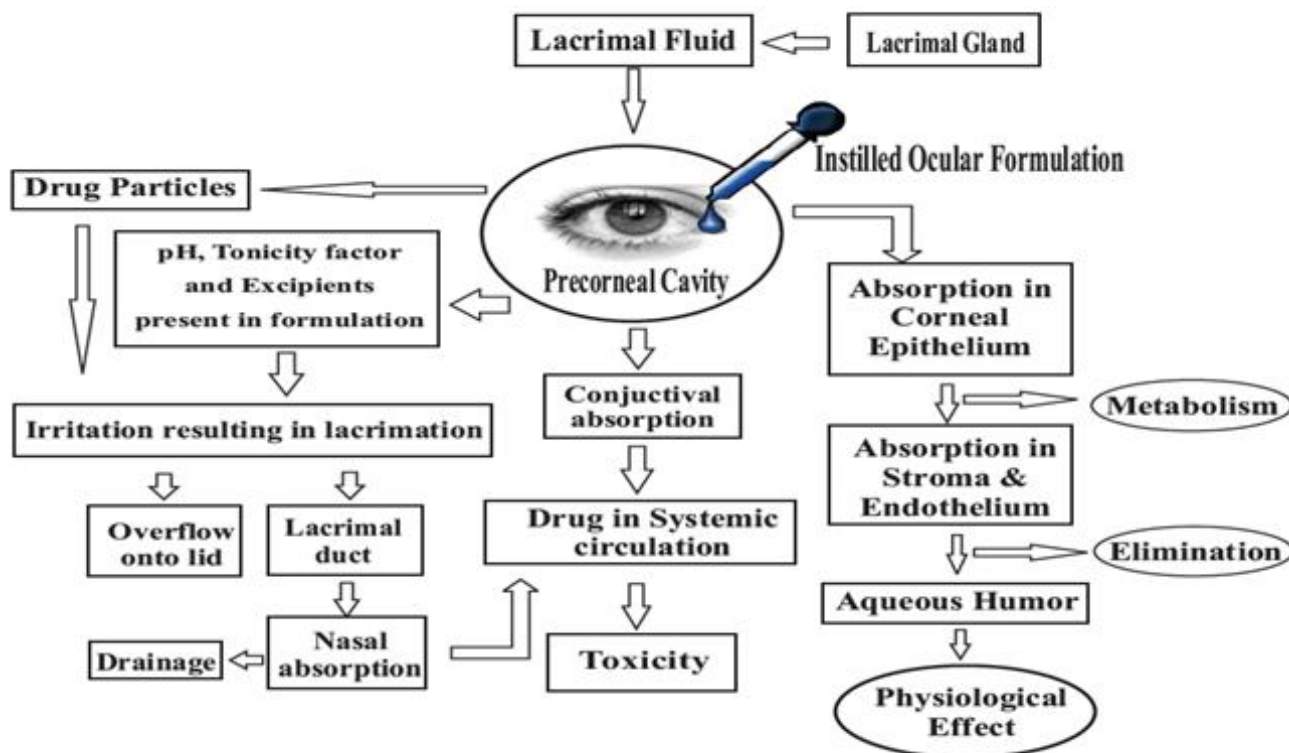 Lacrimal Fluid
Lacrimal Gland
Instilled Ocular Formulation
Drug Particles
Precorneal Cavity
pH, Tonicity factor
and Excipients
present in formulation
Absorption in
Corneal
Epithelium
Conjuctival
absorption
Metabolism
Irritation resulting in lacrimation
Absorption in
Stroma &
Endothelium
Overflow
onto lid
Lacrimal
duct
Drug in Systemic
circulation
Elimination
Aqueous Humor
Drainage
Nasal
absorption
Toxicity
Physiological
Effect